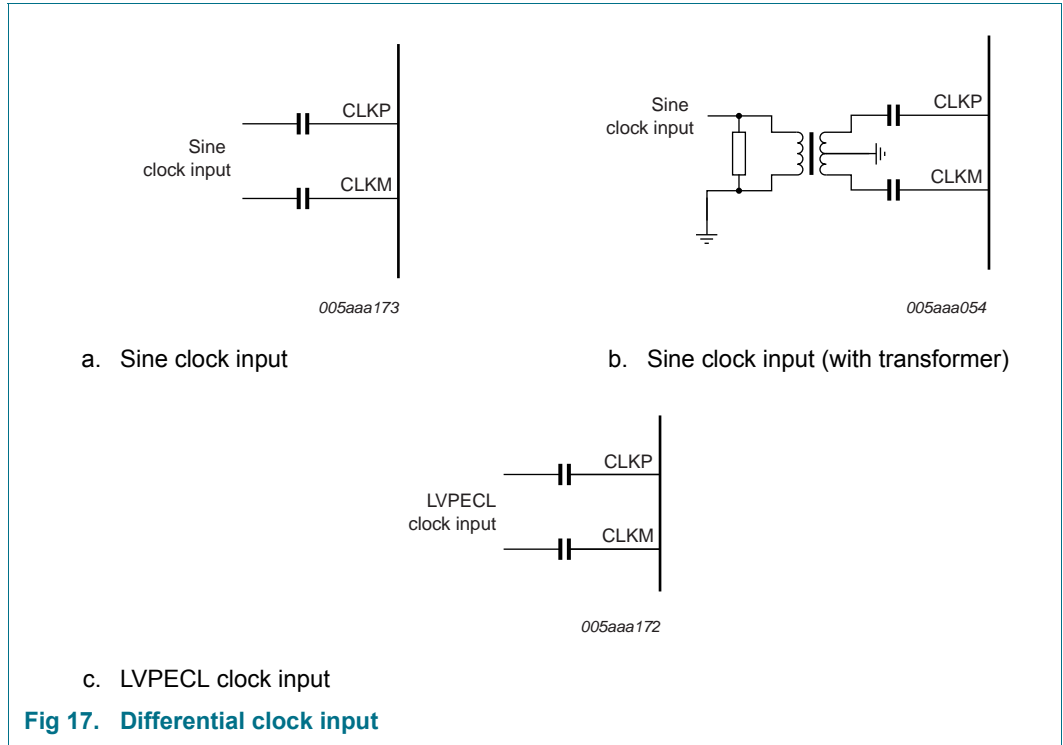 CLKP
Sine
clock input
CLKM
005aaa173
a. Sine clock input
Sine
clock input
CLKP
CLKM
005aaa054
b. Sine clock input (with transformer)
CLKP
LVPECL
clock input
CLKM
005aaa172
c. LVPECL clock input
Fig 17. Differential clock input